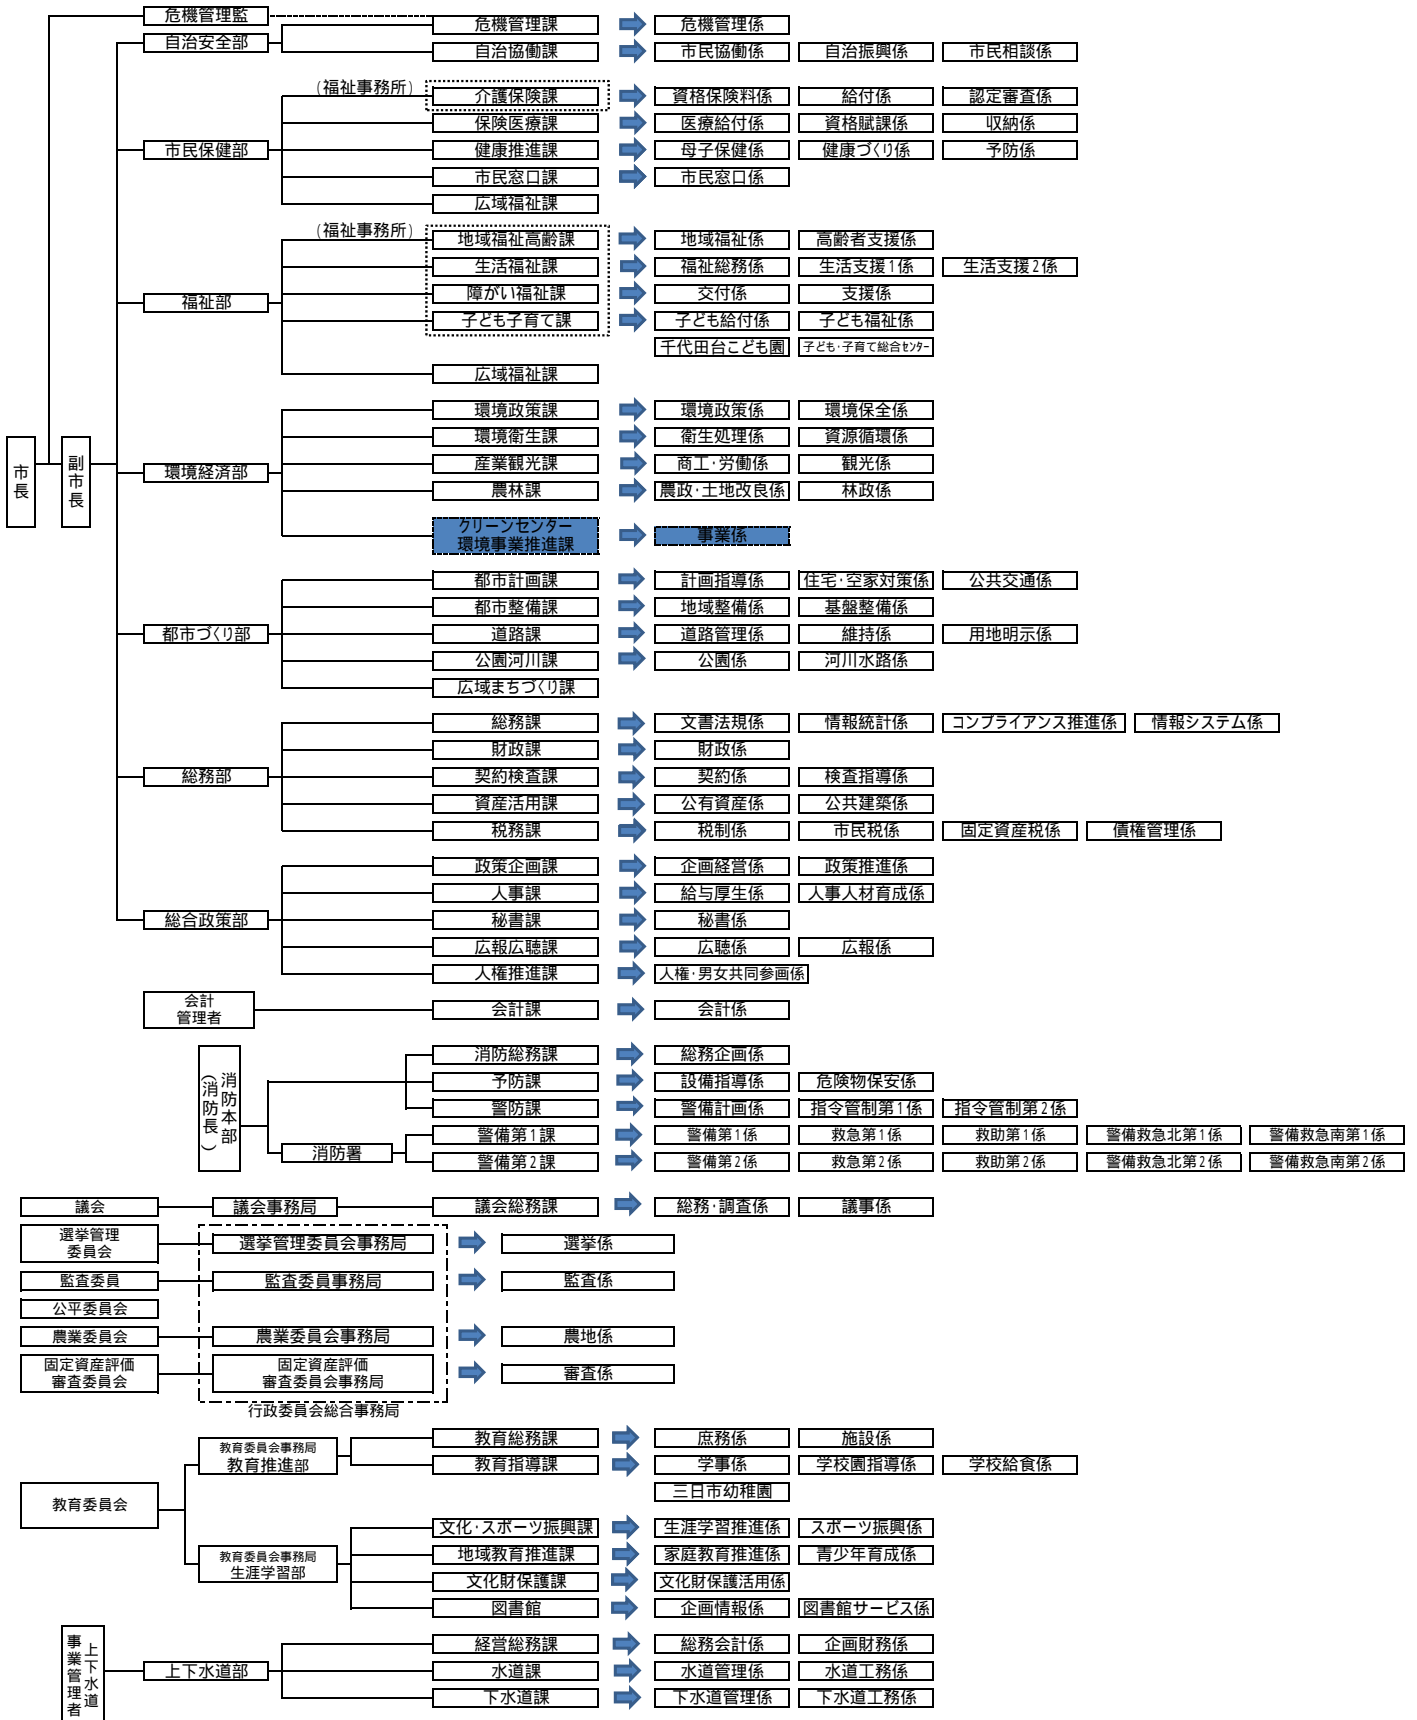 危機管理監
危機管理課 危機管理係
自治安全部
自治協働課 市民協働係 自治振興係 市民相談係
(福祉事務所)
介護保険課 資格保険料係 給付係 認定審査係
保険医療課 医療給付係 資格賦課係 収納係
市民保健部 健康推進課 母子保健係 健康づくり係 予防係
市民窓口課 市民窓口係
広域福祉課
(福祉事務所)
地域福祉高齢課 地域福祉係 高齢者支援係
生活福祉課 福祉総務係 生活支援1係 生活支援2係
福祉部 障がい福祉課 交付係 支援係
子ども子育て課 子ども給付係 子ども福祉係
千代田台こども園 子ども・子育て総合センター
広域福祉課
環境政策課 環境政策係 環境保全係
環境衛生課 衛生処理係 資源循環係
市長
副市長
環境経済部 産業観光課 商工・労働係 観光係
農林課 農政・土地改良係 林政係
クリーンセンター
環境事業推進課 事業係
都市計画課 計画指導係 住宅・空家対策係 公共交通係
都市整備課 地域整備係 基盤整備係
都市づくり部 道路課 道路管理係 維持係 用地明示係
公園河川課 公園係 河川水路係
広域まちづくり課
総務課 文書法規係 情報統計係 コンプライアンス推進係 情報システム係
財政課 財政係
総務部 契約検査課 契約係 検査指導係
資産活用課 公有資産係 公共建築係
税務課 税制係 市民税係 固定資産税係 債権管理係
政策企画課 企画経営係 政策推進係
人事課 給与厚生係 人事人材育成係
総合政策部 秘書課 秘書係
広報広聴課 広聴係 広報係
人権推進課 人権・男女共同参画係
会計
管理者 会計課 会計係
消防本部
(消防長)
消防総務課 総務企画係
予防課 設備指導係 危険物保安係
警防課 警備計画係 指令管制第1係 指令管制第2係
警備第1課 警備第1係 救急第1係 救助第1係 警備救急北第1係 警備救急南第1係
消防署
警備第2課 警備第2係 救急第2係 救助第2係 警備救急北第2係 警備救急南第2係
議会 議会事務局 議会総務課 総務・調査係 議事係
選挙管理
委員会 選挙管理委員会事務局 選挙係
監査委員 監査委員事務局 監査係
公平委員会
農業委員会 農業委員会事務局 農地係
固定資産評価
審査委員会
固定資産評価
審査委員会事務局 審査係
行政委員会総合事務局
教育委員会
教育委員会事務局
教育推進部
教育総務課 庶務係 施設係
教育指導課 学事係 学校園指導係 学校給食係
三日市幼稚園
教育委員会事務局
生涯学習部
文化・スポーツ振興課 生涯学習推進係 スポーツ振興係
地域教育推進課 家庭教育推進係 青少年育成係
文化財保護課 文化財保護活用係
図書館 企画情報係 図書館サービス係
上下水道
事業管理者
経営総務課 総務会計係 企画財務係
上下水道部 水道課 水道管理係 水道工務係
下水道課 下水道管理係 下水道工務係